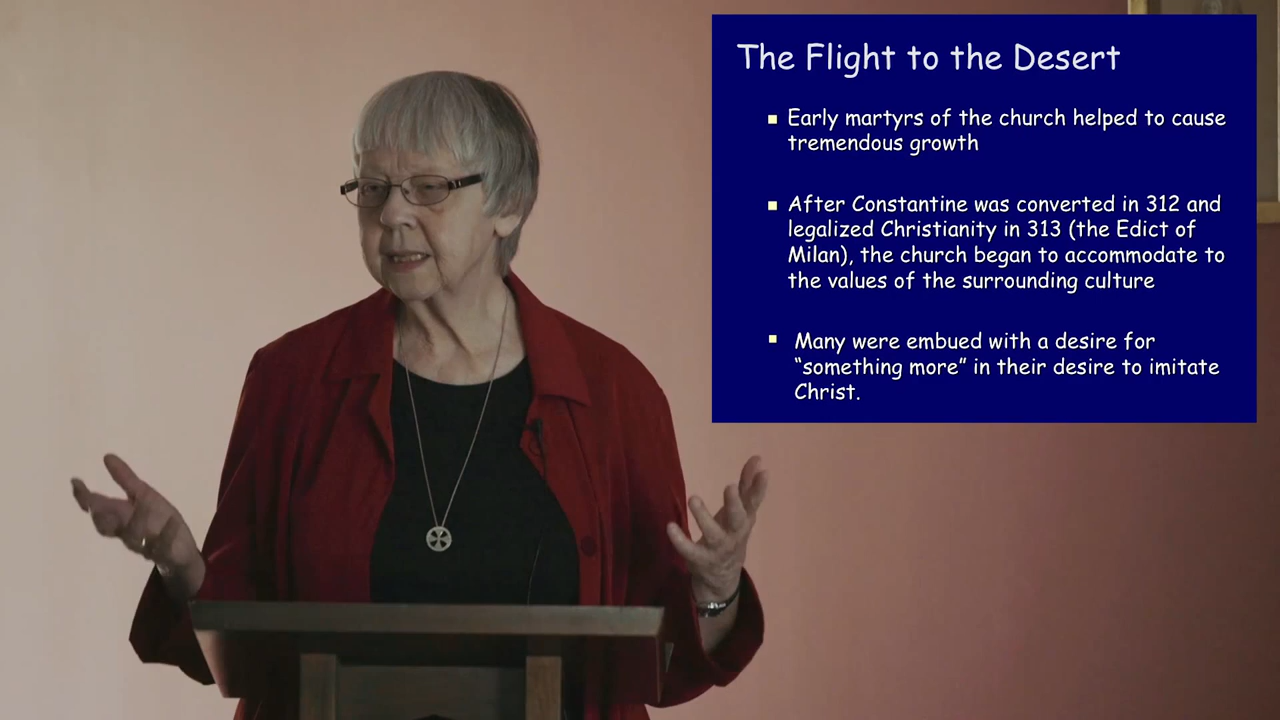 The Flight to the Desert
Early martyrs of the church helped to cause
tremendous growth
After Constantine was converted in 312 and
legalized Christianity in 313 (the Edict of
Milan), the church began to accommodate to
the values of the surrounding culture
Many were embued with a desire for
“something more” in their desire to imitate
Christ.